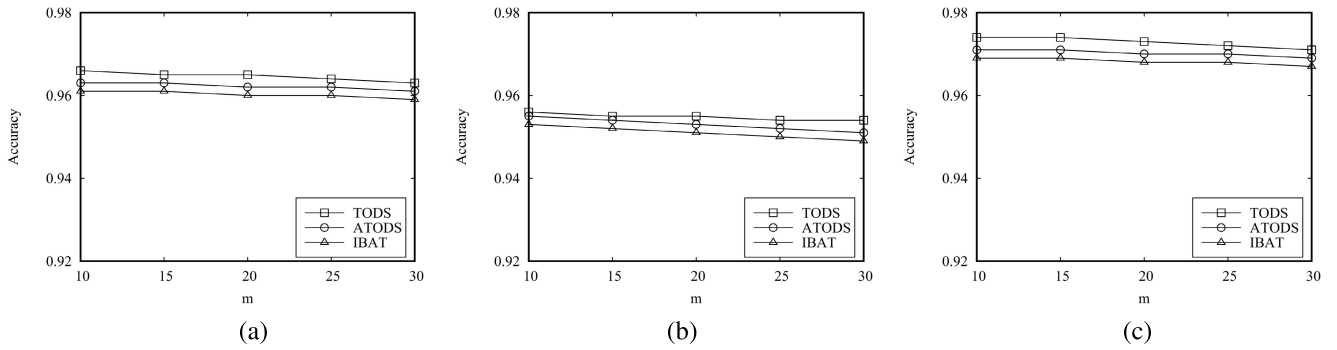 0.98
0.96
0.94
0.92
Accuracy
10 15 20 25 30
m
TODS
ATODS
IBAT
(a)
0.98
0.96
0.94
0.92
Accuracy
10 15 20 25 30
m
TODS
ATODS
IBAT
(b)
0.98
0.96
0.94
0.92
Accuracy
10 15 20 25 30
m
TODS
ATODS
IBAT
(c)